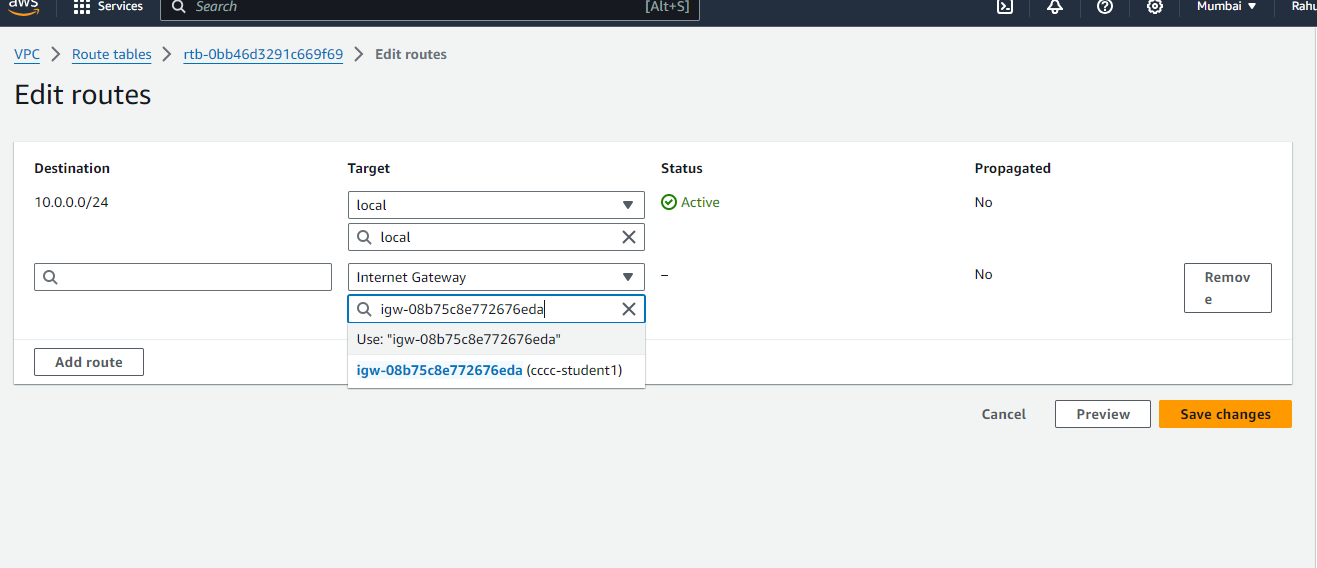 aws
Services
Search
[Alt+S]
Mumbai
Rahu
VPC
Route tables
rtb-0bb46d3291c669f69
Edit routes
Edit routes
Destination
Target
Status
Propagated
10.0.0.0/24
local
Active
No
local
Internet Gateway
–
No
Remov
e
igw-08b75c8e772676eda
Use: "igw-08b75c8e772676eda"
igw-08b75c8e772676eda (cccc-student1)
Add route
Cancel
Preview
Save changes